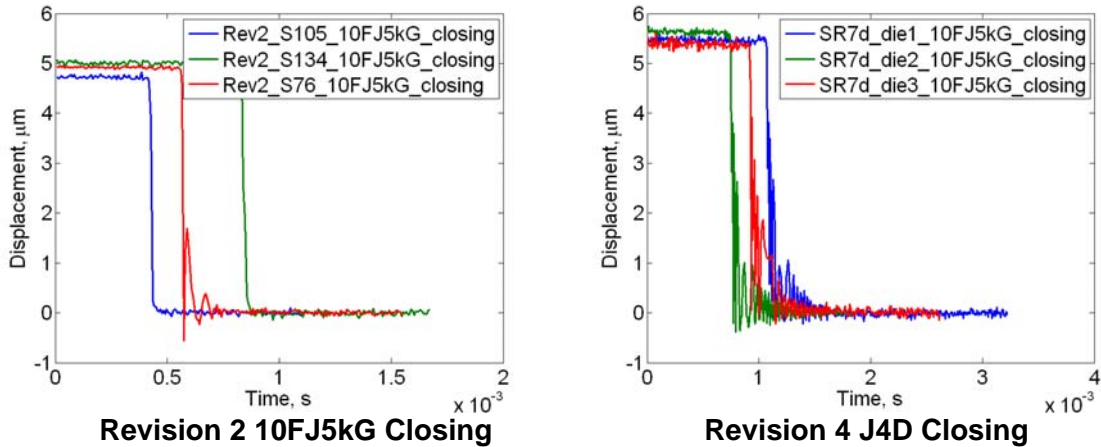 6
5
4
3
2
1
0
-1
Displacement, μm
Rev2_S105_10FJ5kG_closing
Rev2_S134_10FJ5kG_closing
Rev2_S76_10FJ5kG_closing
0 0.5 1 1.5 2
Time, s
x 10⁻³
Revision 2 10FJ5kG Closing
6
5
4
3
2
1
0
-1
Displacement, μm
SR7d_die1_10FJ5kG_closing
SR7d_die2_10FJ5kG_closing
SR7d_die3_10FJ5kG_closing
0 1 2 3 4
Time, s
x 10⁻³
Revision 4 J4D Closing